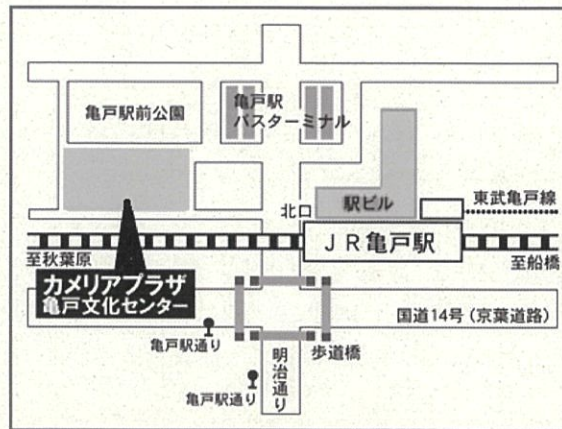 亀戸駅前公園
亀戸駅
バスターミナル
北口
駅ビル
東武亀戸線
JR亀戸駅
至秋葉原
至船橋
カメリアプラザ
亀戸文化センター
国道14号(京葉道路)
亀戸駅通り
明治通り
歩道橋
亀戸駅通り